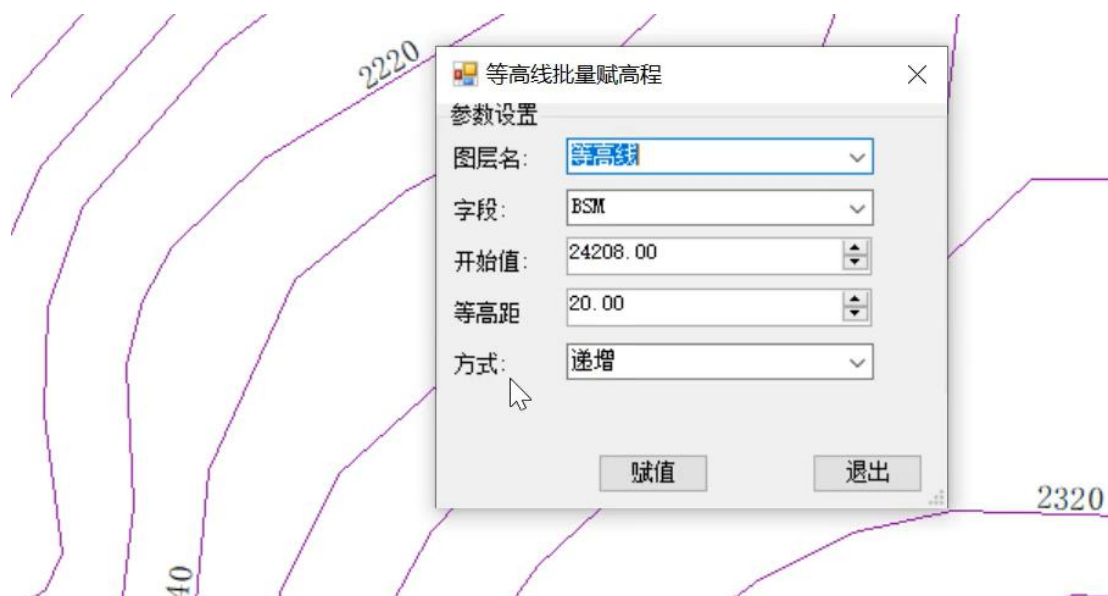 2220
等高线批量赋高程
参数设置
图层名: 等高线
字段: BSM
开始值: 24208.00
等高距 20.00
方式: 递增
赋值 退出
2320
40